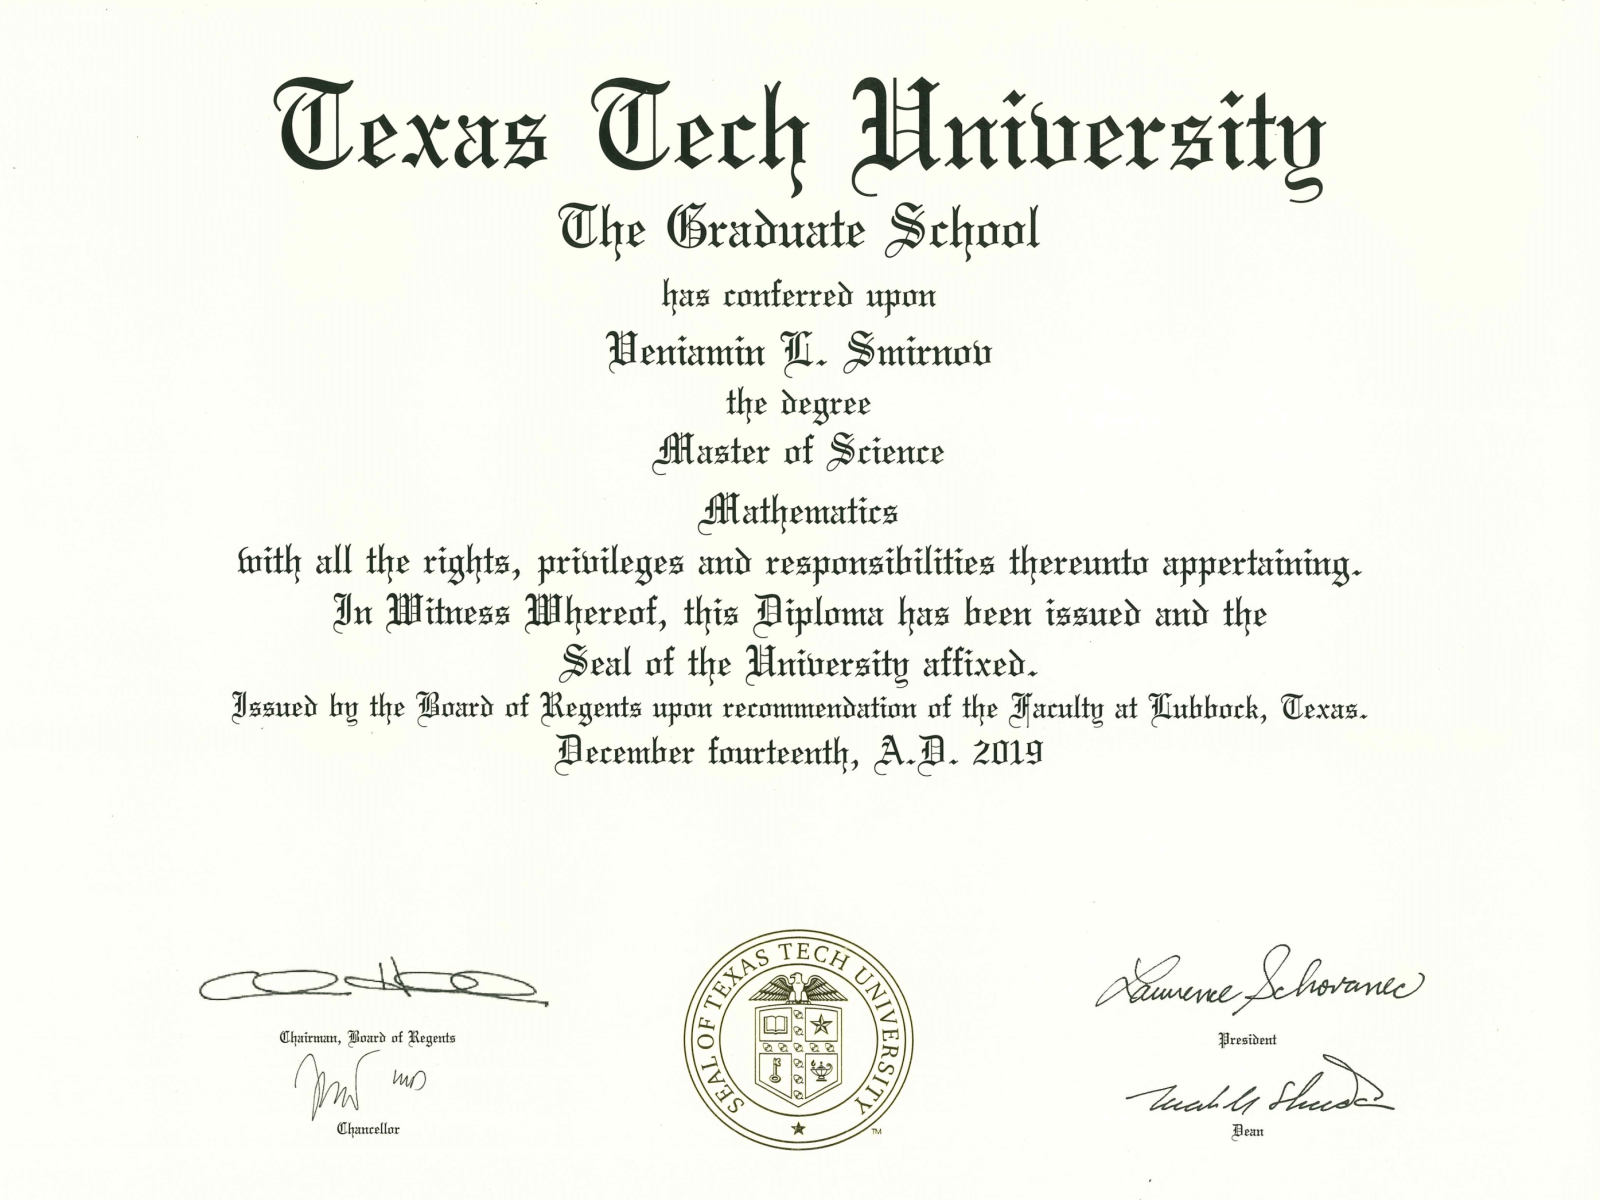 Texas Tech University
The Graduate School
has conferred upon
Veniamin L. Smirnov
the degree
Master of Science
Mathematics
with all the rights, privileges and responsibilities thereunto appertaining.
In Witness Whereof, this Diploma has been issued and the
Seal of the University affixed.
Issued by the Board of Regents upon recommendation of the Faculty at Lubbock, Texas.
December fourteenth, A.D. 2019
Chairman, Board of Regents
MD
Chancellor
SEAL OF TEXAS TECH UNIVERSITY
TM
Lawrence Schovanec
President
Dean